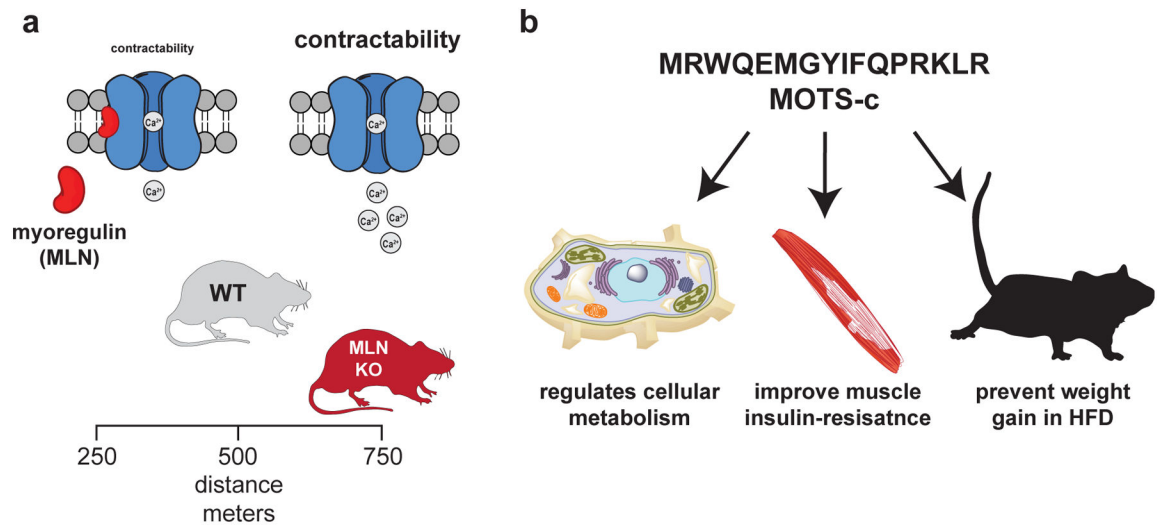 a
contractability
contractability
Ca²⁺
Ca²⁺
Ca²⁺
Ca²⁺
Ca²⁺
Ca²⁺
Ca²⁺
myoregulin
(MLN)
WT
MLN
KO
250 500 750
distance
meters
b
MRWQEMGYIFQPRKLR
MOTS-c
regulates cellular
metabolism
improve muscle
insulin-resisatnce
prevent weight
gain in HFD